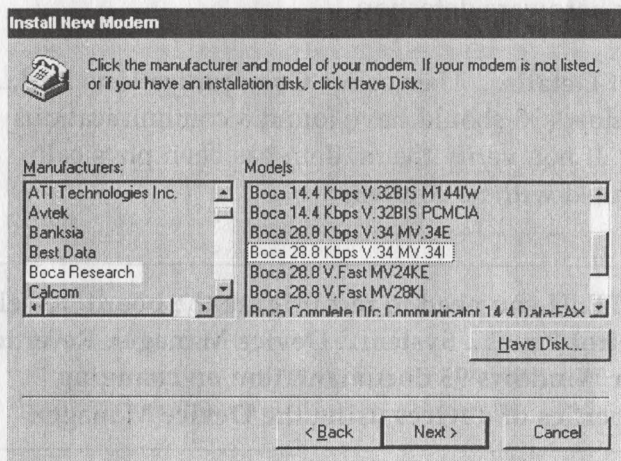 Install New Modem
Click the manufacturer and model of your modem. If your modem is not listed,
or if you have an installation disk, click Have Disk.
Manufacturers:
ATI Technologies Inc.
Avtek
Banksia
Best Data
Boca Research
Calcom
Models
Boca 14.4 Kbps V.32BIS M144IW
Boca 14.4 Kbps V.32BIS PCMCIA
Boca 28.8 Kbps V.34 MV.34E
Boca 28.8 Kbps V.34 MV.34I
Boca 28.8 V.Fast MV24KE
Boca 28.8 V.Fast MV28KI
Boca Complete Ofc Communicator 14.4 Data-FAX
Have Disk...
< Back
Next >
Cancel